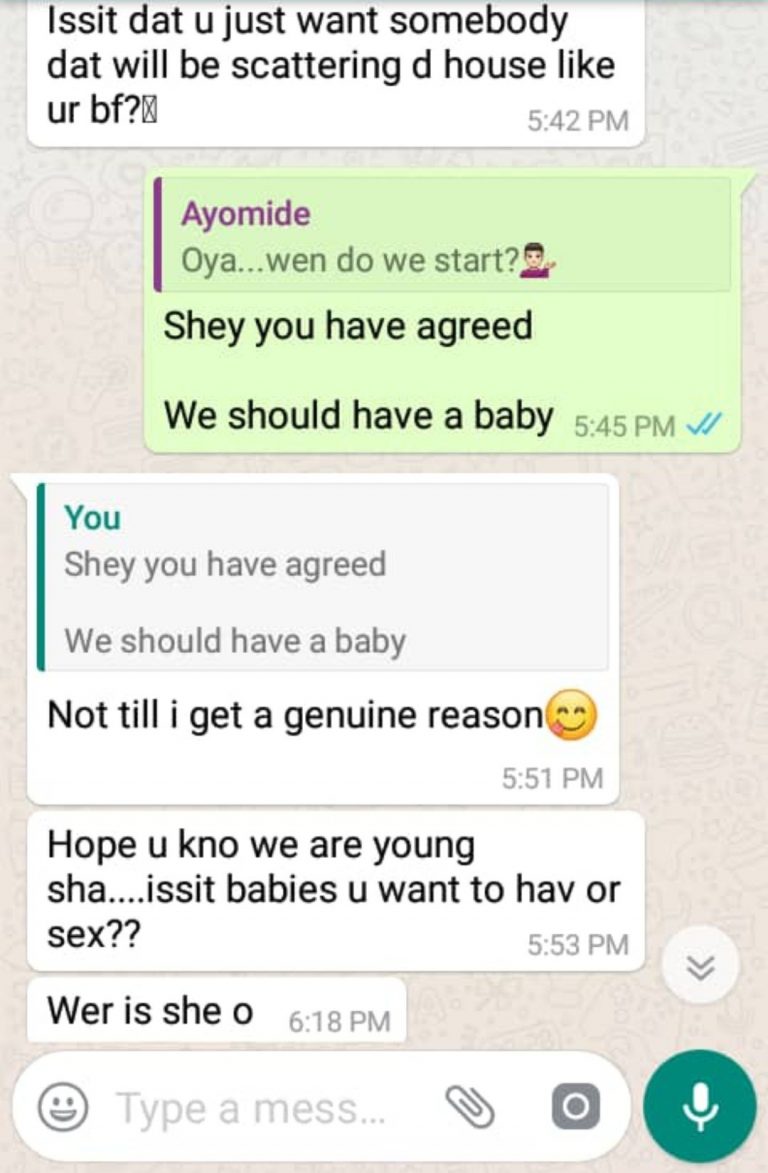 Issit dat u just want somebody
dat will be scattering d house like
ur bf?
5:42 PM
Ayomide
Oya...wen do we start?💁🏻‍♂️
Shey you have agreed
We should have a baby
5:45 PM
You
Shey you have agreed
We should have a baby
Not till i get a genuine reason😋
5:51 PM
Hope u kno we are young
sha....issit babies u want to hav or
sex??
5:53 PM
Wer is she o
6:18 PM
Type a mess...